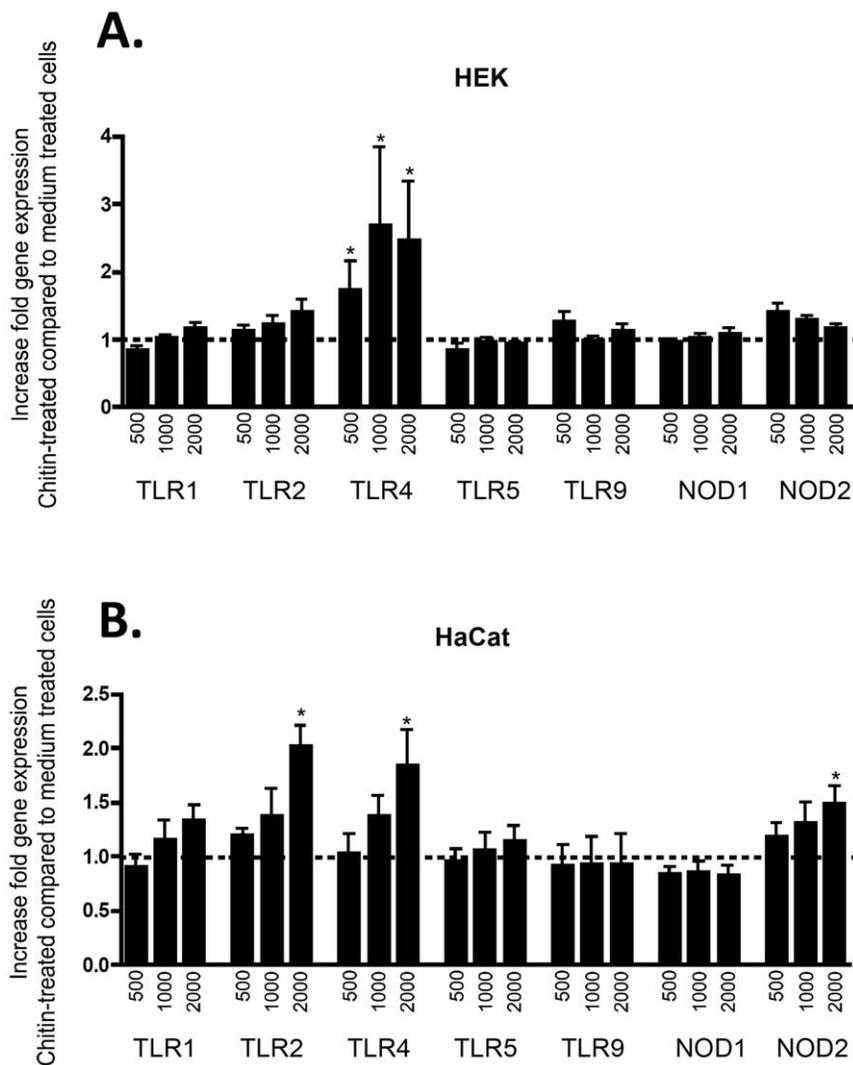 A.
HEK
Increase fold gene expression
Chitin-treated compared to medium treated cells
4
3
2
1
0
* * *
500 1000 2000 500 1000 2000 500 1000 2000 500 1000 2000 500 1000 2000 500 1000 2000 500 1000 2000
TLR1 TLR2 TLR4 TLR5 TLR9 NOD1 NOD2
B.
HaCat
Increase fold gene expression
Chitin-treated compared to medium treated cells
2.5
2.0
1.5
1.0
0.5
0.0
* * *
500 1000 2000 500 1000 2000 500 1000 2000 500 1000 2000 500 1000 2000 500 1000 2000 500 1000 2000
TLR1 TLR2 TLR4 TLR5 TLR9 NOD1 NOD2